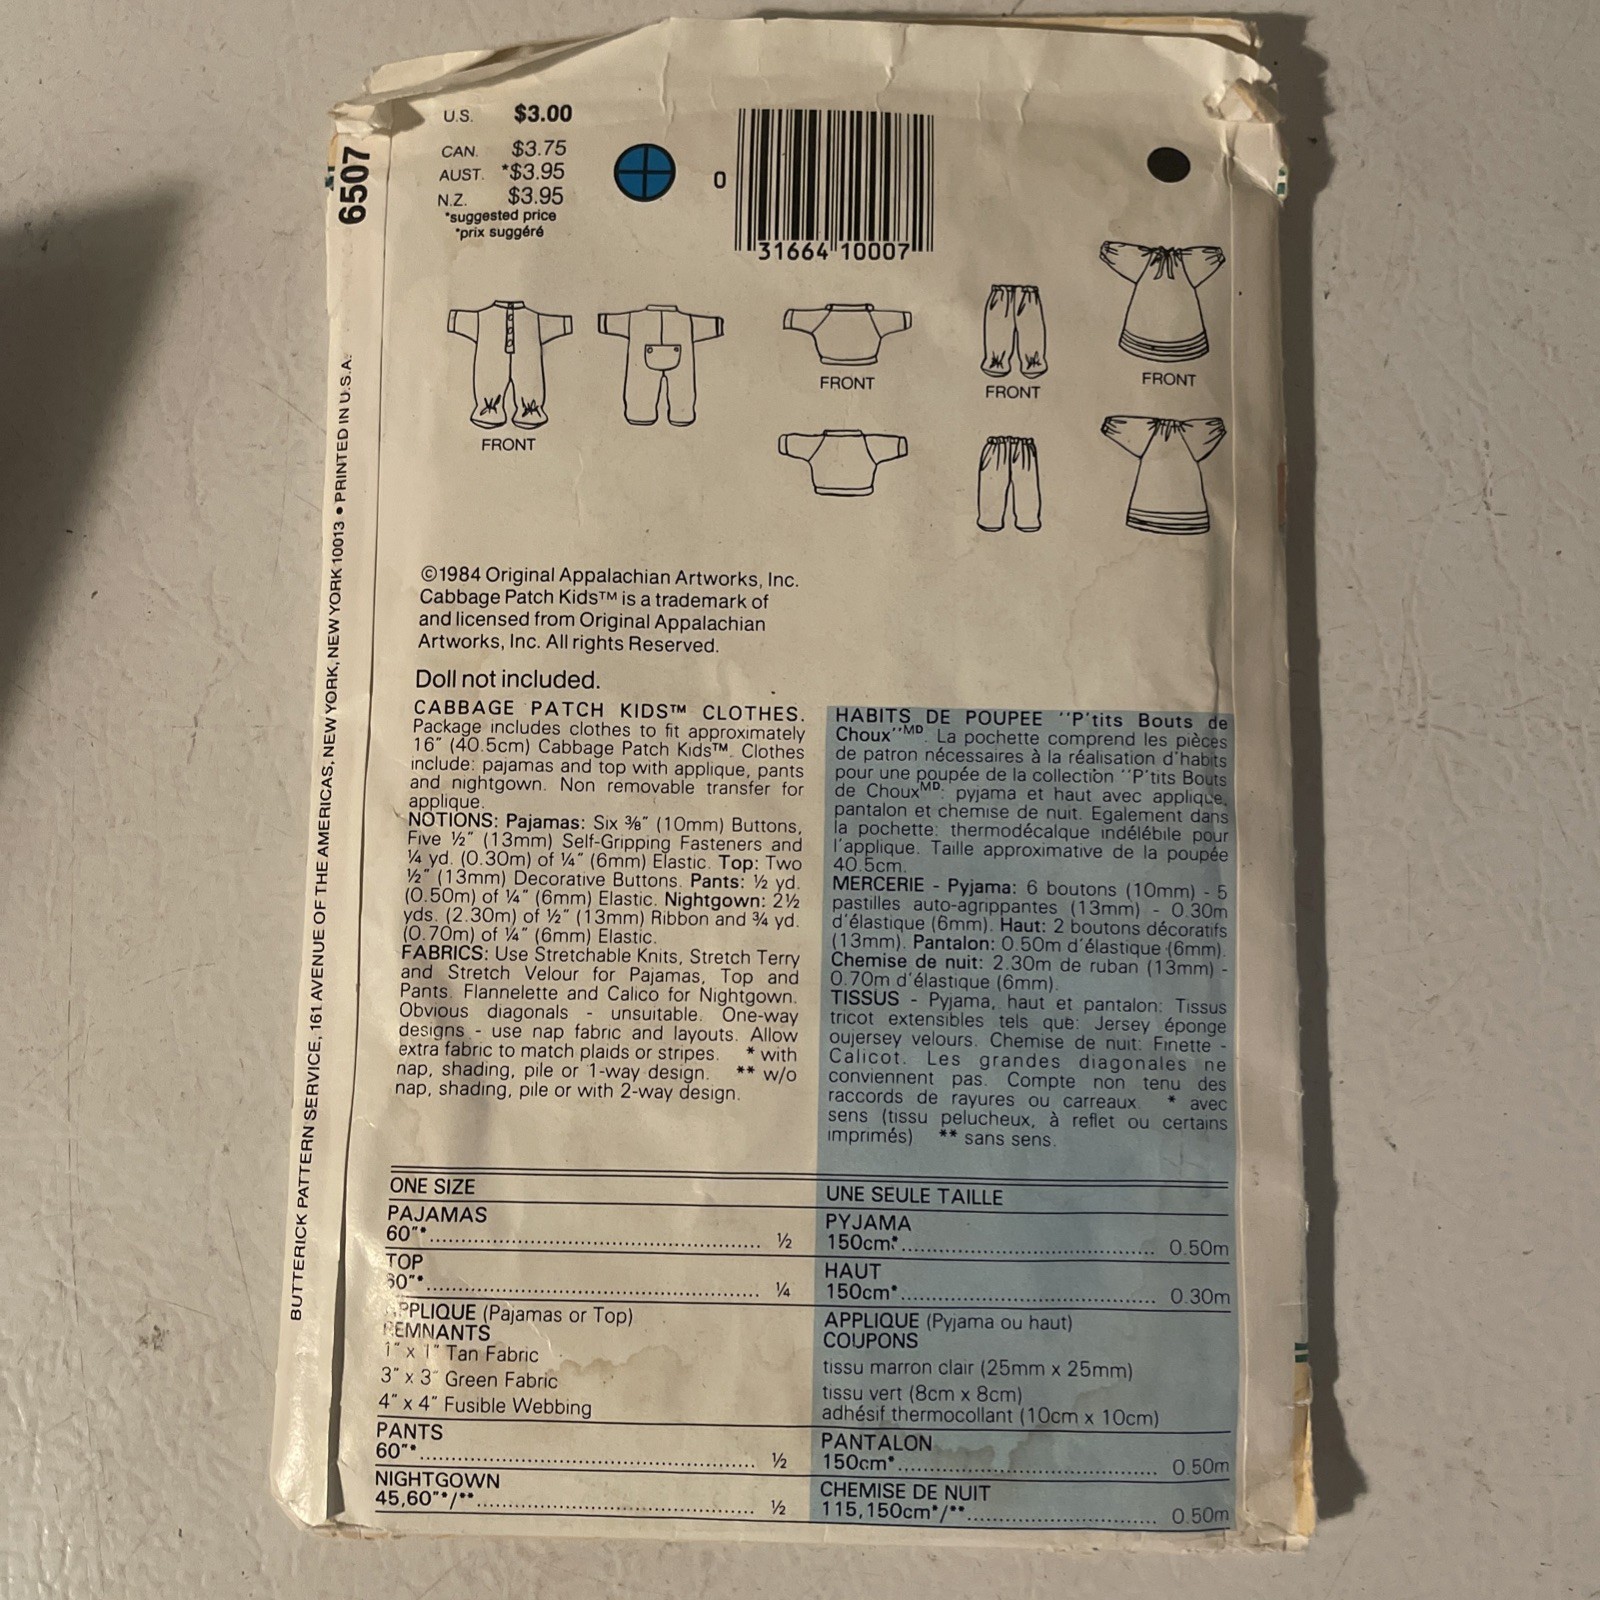 U.S. $3.00
CAN. $3.75
AUST. *$3.95
N.Z. $3.95
*suggested price
*prix suggéré
0
31664 10007
6507
BUTTERICK PATTERN SERVICE, 161 AVENUE OF THE AMERICAS, NEW YORK, NEW YORK 10013 • PRINTED IN U.S.A.
FRONT
FRONT
FRONT
FRONT
©1984 Original Appalachian Artworks, Inc.
Cabbage Patch Kids™ is a trademark of
and licensed from Original Appalachian
Artworks, Inc. All rights Reserved.
Doll not included.
CABBAGE PATCH KIDS™ CLOTHES.
Package includes clothes to fit approximately
16" (40.5cm) Cabbage Patch Kids™. Clothes
include: pajamas and top with applique, pants
and nightgown. Non removable transfer for
applique.
NOTIONS: Pajamas: Six ⅜" (10mm) Buttons,
Five ½" (13mm) Self-Gripping Fasteners and
¼ yd. (0.30m) of ¼" (6mm) Elastic. Top: Two
½" (13mm) Decorative Buttons. Pants: ½ yd.
(0.50m) of ¼" (6mm) Elastic. Nightgown: 2½
yds. (2.30m) of ½" (13mm) Ribbon and ¾ yd.
(0.70m) of ¼" (6mm) Elastic.
FABRICS: Use Stretchable Knits, Stretch Terry
and Stretch Velour for Pajamas, Top and
Pants. Flannelette and Calico for Nightgown.
Obvious diagonals - unsuitable. One-way
designs - use nap fabric and layouts. Allow
extra fabric to match plaids or stripes. * with
nap, shading, pile or 1-way design. ** w/o
nap, shading, pile or with 2-way design.
HABITS DE POUPEE ''P'tits Bouts de
Choux''MD. La pochette comprend les pièces
de patron nécessaires à la réalisation d'habits
pour une poupée de la collection ''P'tits Bouts
de ChouxMD: pyjama et haut avec applique,
pantalon et chemise de nuit. Egalement dans
la pochette: thermodécalque indélébile pour
l'applique. Taille approximative de la poupée
40.5cm.
MERCERIE - Pyjama: 6 boutons (10mm) - 5
pastilles auto-agrippantes (13mm) - 0.30m
d'élastique (6mm). Haut: 2 boutons décoratifs
(13mm). Pantalon: 0.50m d'élastique (6mm).
Chemise de nuit: 2.30m de ruban (13mm) -
0.70m d'élastique (6mm).
TISSUS - Pyjama, haut et pantalon: Tissus
tricot extensibles tels que: Jersey éponge
oujersey velours. Chemise de nuit: Finette -
Calicot. Les grandes diagonales ne
conviennent pas. Compte non tenu des
raccords de rayures ou carreaux. * avec
sens (tissu pelucheux, à reflet ou certains
imprimés) ** sans sens.
ONE SIZE
PAJAMAS
60"* ½
TOP
60"* ¼
APPLIQUE (Pajamas or Top)
REMNANTS
1" x 1" Tan Fabric
3" x 3" Green Fabric
4" x 4" Fusible Webbing
PANTS
60"* ½
NIGHTGOWN
45,60"*/** ½
UNE SEULE TAILLE
PYJAMA
150cm* 0.50m
HAUT
150cm* 0.30m
APPLIQUE (Pyjama ou haut)
COUPONS
tissu marron clair (25mm x 25mm)
tissu vert (8cm x 8cm)
adhésif thermocollant (10cm x 10cm)
PANTALON
150cm* 0.50m
CHEMISE DE NUIT
115,150cm*/** 0.50m